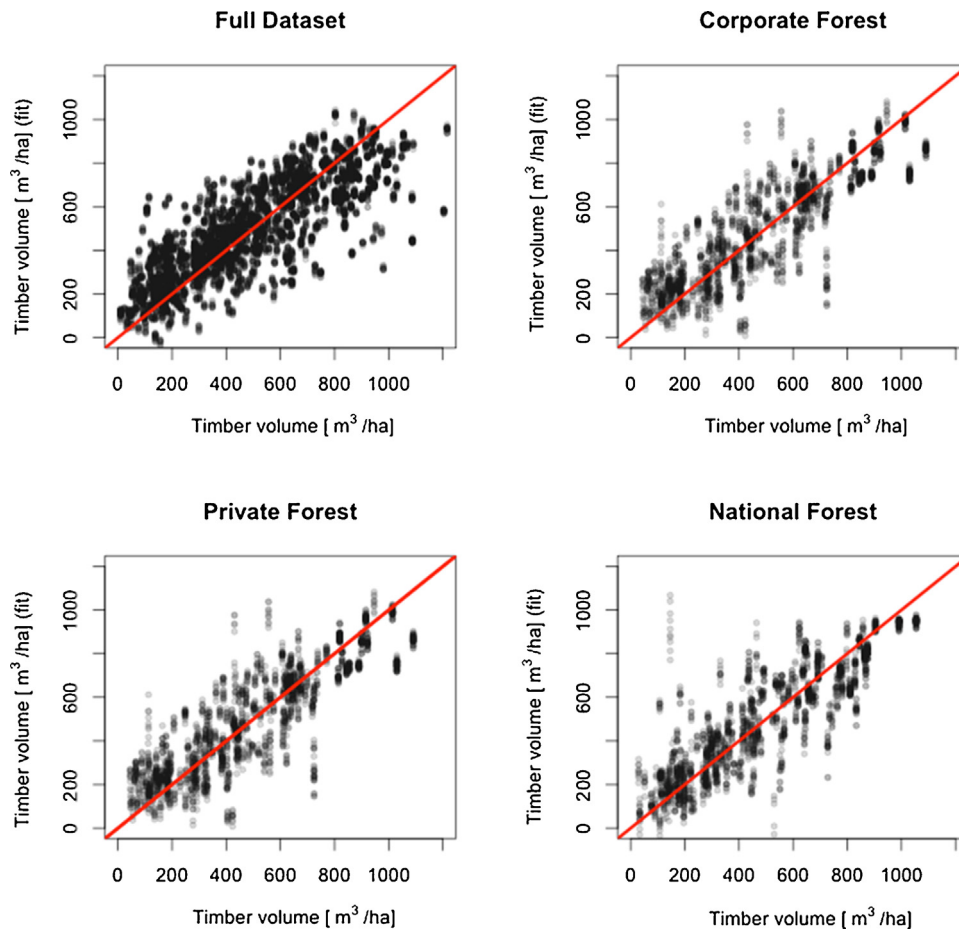 Full Dataset
Timber volume [ m³ /ha] (fit)
1000
600
200
0
0 200 400 600 800 1000
Timber volume [ m³ /ha]
Corporate Forest
Timber volume [ m³ /ha] (fit)
1000
600
200
0
0 200 400 600 800 1000
Timber volume [ m³ /ha]
Private Forest
Timber volume [ m³ /ha] (fit)
1000
600
200
0
0 200 400 600 800 1000
Timber volume [ m³ /ha]
National Forest
Timber volume [ m³ /ha] (fit)
1000
600
200
0
0 200 400 600 800 1000
Timber volume [ m³ /ha]